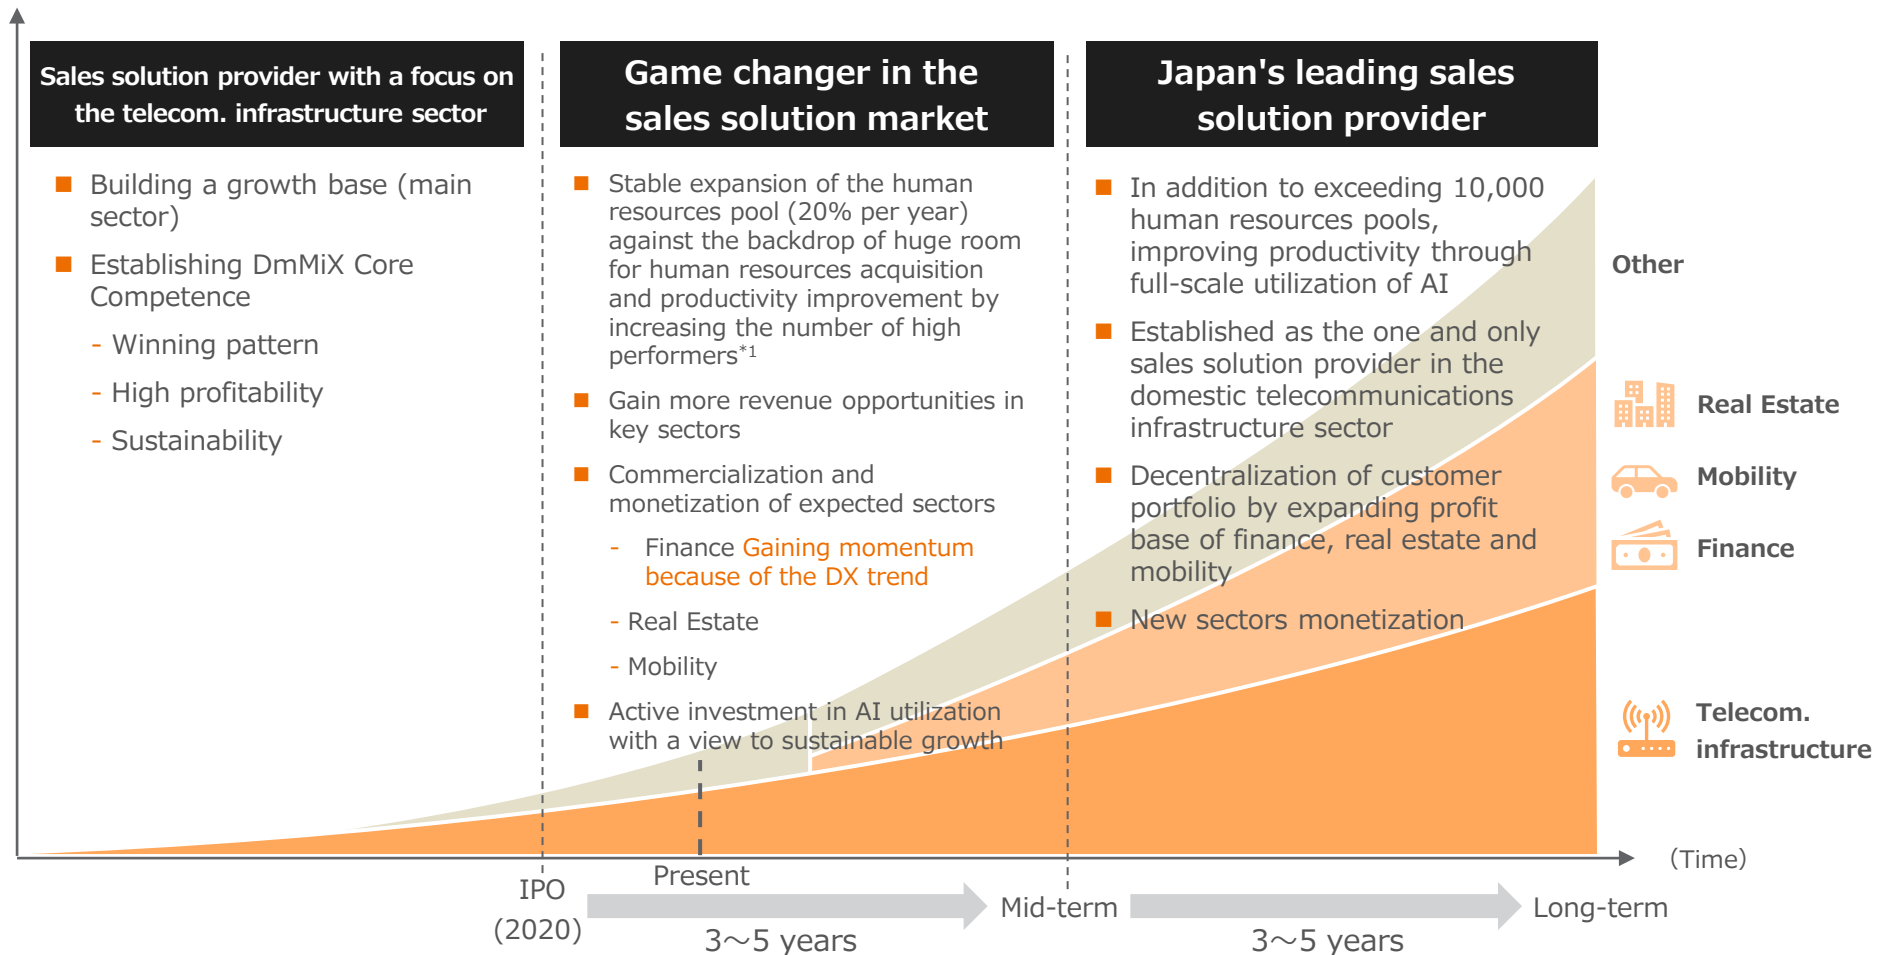 Sales solution provider with a focus on
the telecom. infrastructure sector
Building a growth base (main
sector)
Establishing DmMiX Core
Competence
- Winning pattern
- High profitability
- Sustainability
Game changer in the
sales solution market
Stable expansion of the human
resources pool (20% per year)
against the backdrop of huge room
for human resources acquisition
and productivity improvement by
increasing the number of high
performers*1
Gain more revenue opportunities in
key sectors
Commercialization and
monetization of expected sectors
- Finance Gaining momentum
because of the DX trend
- Real Estate
- Mobility
Active investment in AI utilization
with a view to sustainable growth
Japan's leading sales
solution provider
In addition to exceeding 10,000
human resources pools,
improving productivity through
full-scale utilization of AI
Established as the one and only
sales solution provider in the
domestic telecommunications
infrastructure sector
Decentralization of customer
portfolio by expanding profit
base of finance, real estate and
mobility
New sectors monetization
Other
Real Estate
Mobility
Finance
Telecom.
infrastructure
（Time）
IPO
(2020)
Present
3～5 years
Mid-term
3～5 years
Long-term